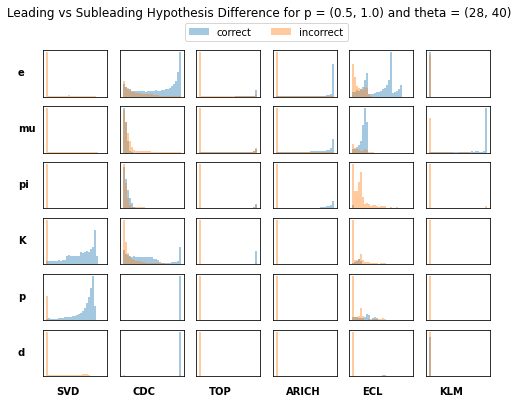 Leading vs Subleading Hypothesis Difference for p = (0.5, 1.0) and theta = (28, 40)
correct incorrect
e
mu
pi
K
p
d
SVD CDC TOP ARICH ECL KLM